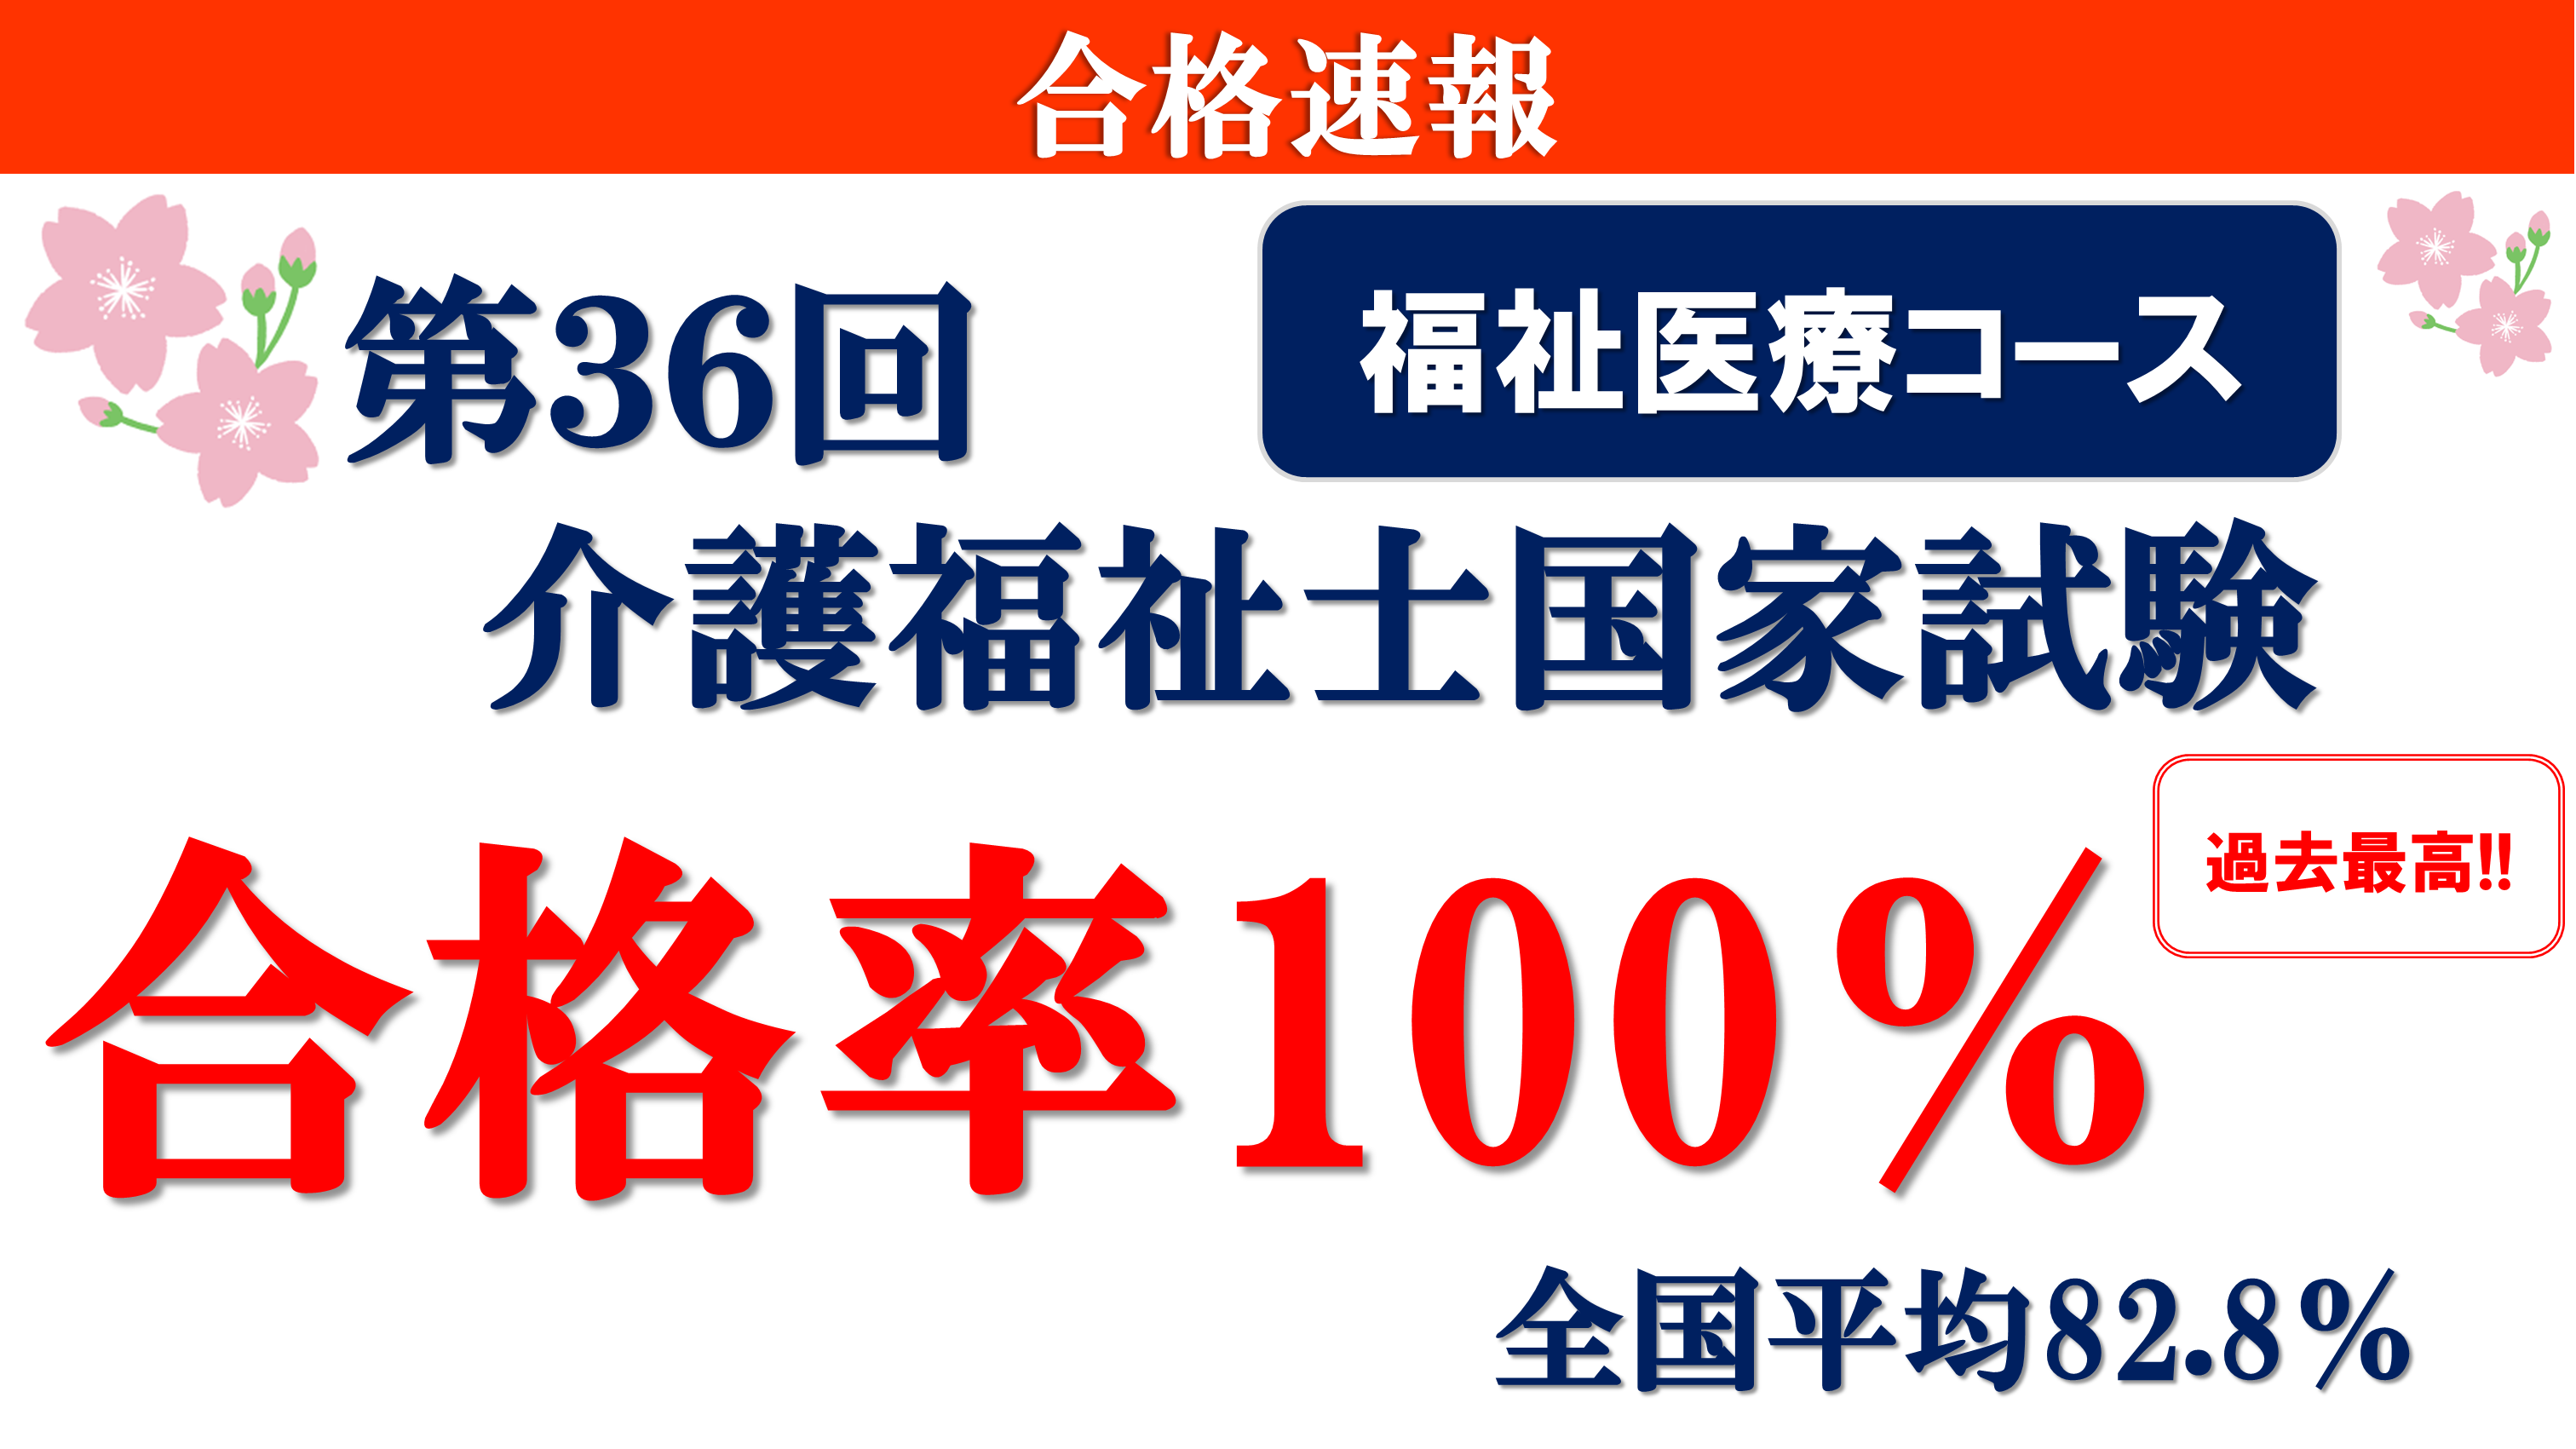 合格速報
第36回
福祉医療コース
介護福祉士国家試験
過去最高!!
合格率100%
全国平均82.8%